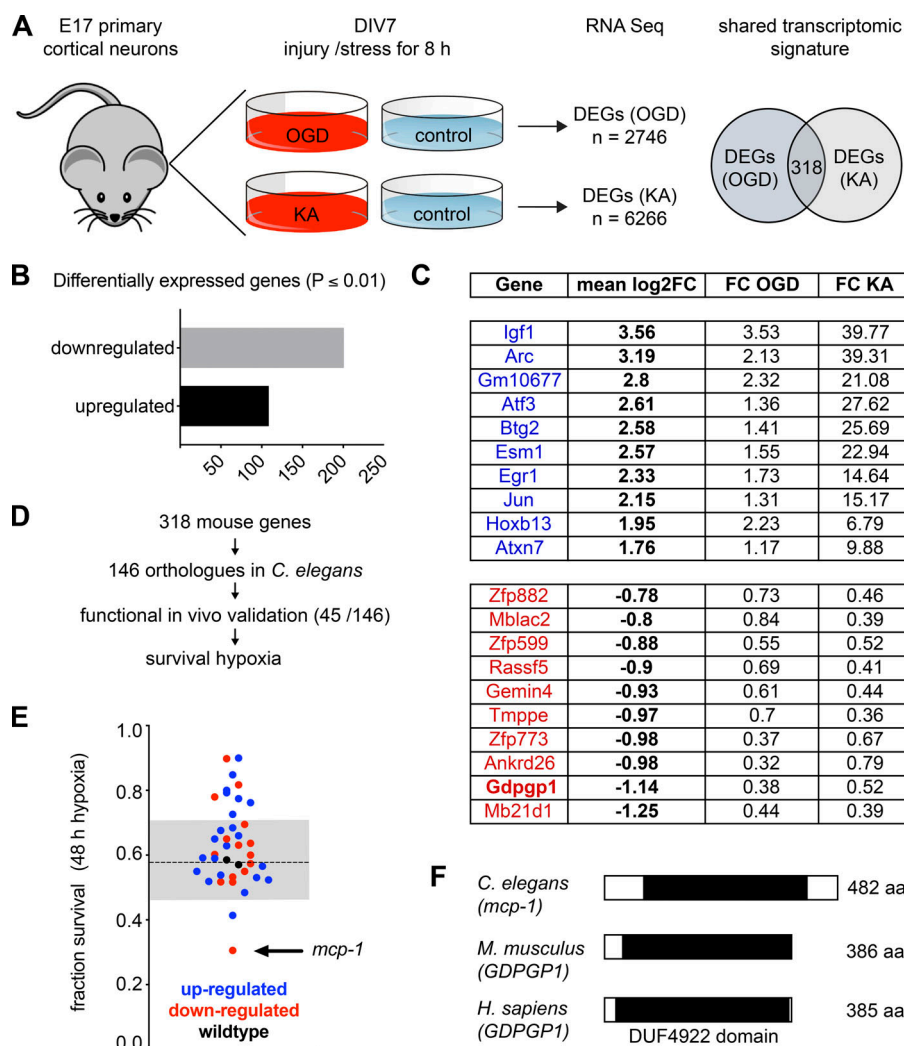 A
E17 primary
cortical neurons
DIV7
injury /stress for 8 h
RNA Seq
shared transcriptomic
signature
OGD
control
DEGs (OGD)
n = 2746
KA
control
DEGs (KA)
n = 6266
DEGs
(OGD)
318
DEGs
(KA)
B
Differentially expressed genes (P ≤ 0.01)
downregulated
upregulated
50 100 150 200 250
C
Gene mean log2FC FC OGD FC KA
Igf1 3.56 3.53 39.77
Arc 3.19 2.13 39.31
Gm10677 2.8 2.32 21.08
Atf3 2.61 1.36 27.62
Btg2 2.58 1.41 25.69
Esm1 2.57 1.55 22.94
Egr1 2.33 1.73 14.64
Jun 2.15 1.31 15.17
Hoxb13 1.95 2.23 6.79
Atxn7 1.76 1.17 9.88
Zfp882 -0.78 0.73 0.46
Mblac2 -0.8 0.84 0.39
Zfp599 -0.88 0.55 0.52
Rassf5 -0.9 0.69 0.41
Gemin4 -0.93 0.61 0.44
Tmppe -0.97 0.7 0.36
Zfp773 -0.98 0.37 0.67
Ankrd26 -0.98 0.32 0.79
Gdpgp1 -1.14 0.38 0.52
Mb21d1 -1.25 0.44 0.39
D
318 mouse genes
146 orthologues in C. elegans
functional in vivo validation (45 /146)
survival hypoxia
E
fraction survival (48 h hypoxia)
1.0
0.8
0.6
0.4
0.2
0.0
mcp-1
up-regulated
down-regulated
wildtype
F
C. elegans
(mcp-1)
482 aa
M. musculus
(GDPGP1)
386 aa
H. sapiens
(GDPGP1)
385 aa
DUF4922 domain